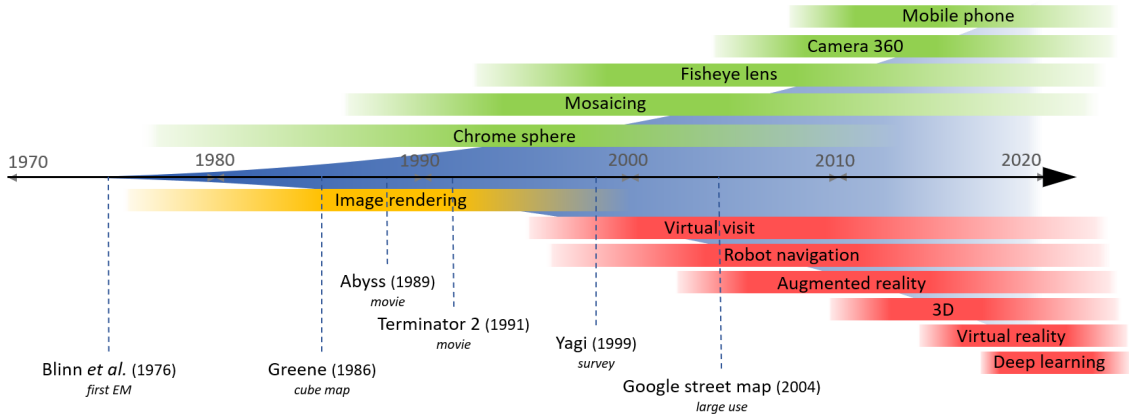 Mobile phone
Camera 360
Fisheye lens
Mosaicing
Chrome sphere
1970 1980 1990 2000 2010 2020
Image rendering
Virtual visit
Robot navigation
Augmented reality
3D
Virtual reality
Deep learning
Abyss (1989)
movie
Terminator 2 (1991)
movie
Yagi (1999)
survey
Blinn et al. (1976)
first EM
Greene (1986)
cube map
Google street map (2004)
large use